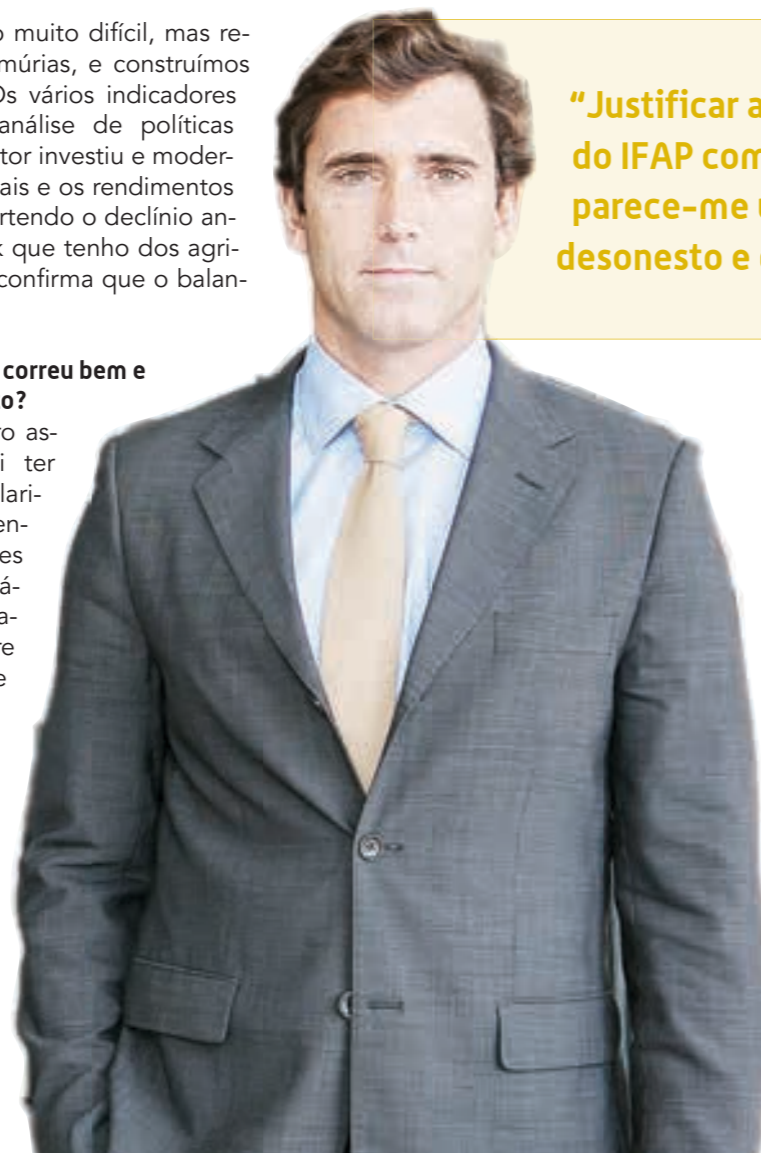 o muito difícil, mas re-
múrias, e construímos
Os vários indicadores
análise de políticas
tor investiu e moder-
ais e os rendimentos
rtendo o declínio an-
k que tenho dos agri-
confirma que o balan-
correu bem e
o?
ro as-
i ter
lari-
en-
es
á-
a-
re
e
“Justificar a
do IFAP com
parece-me u
desonesto e